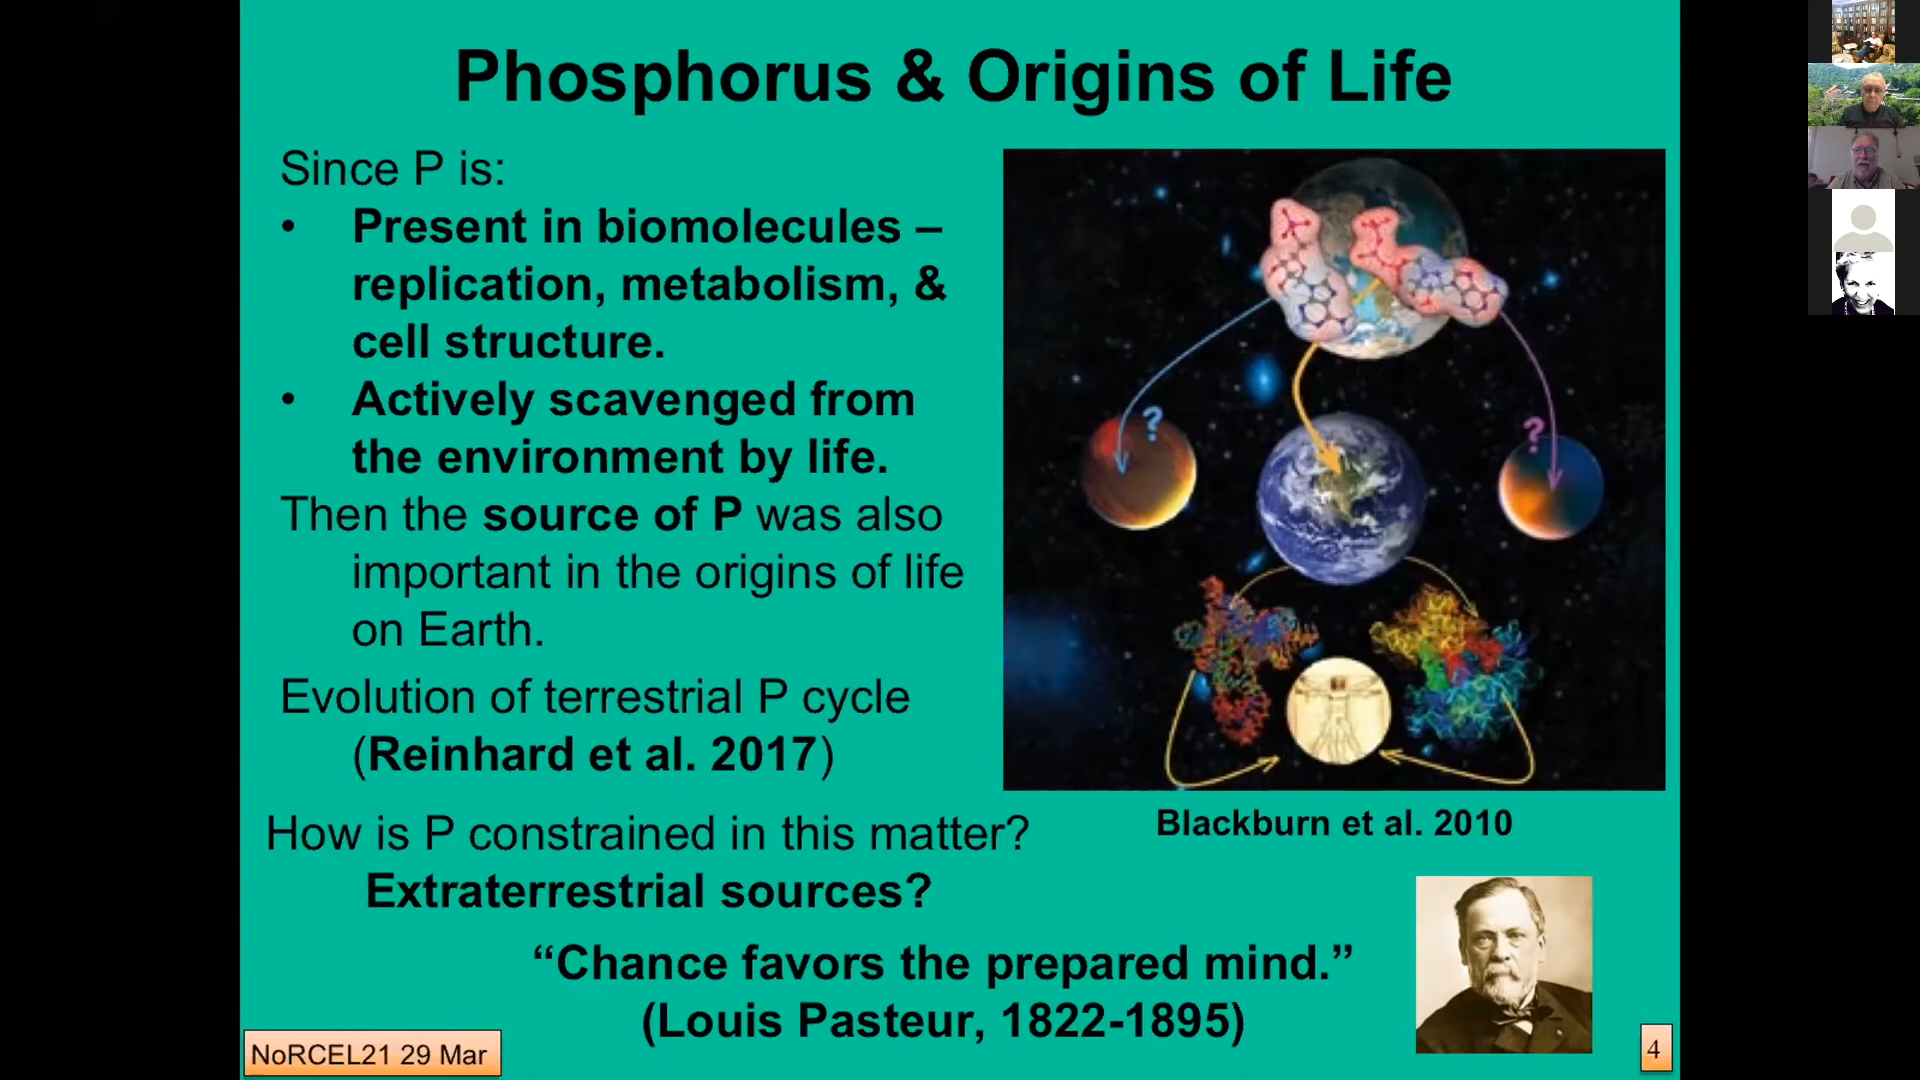 Phosphorus & Origins of Life
Since P is:
• Present in biomolecules –
replication, metabolism, &
cell structure.
• Actively scavenged from
the environment by life.
Then the source of P was also
important in the origins of life
on Earth.
Evolution of terrestrial P cycle
(Reinhard et al. 2017)
How is P constrained in this matter?
Extraterrestrial sources?
?
?
Blackburn et al. 2010
“Chance favors the prepared mind.”
(Louis Pasteur, 1822-1895)
NoRCEL21 29 Mar
4